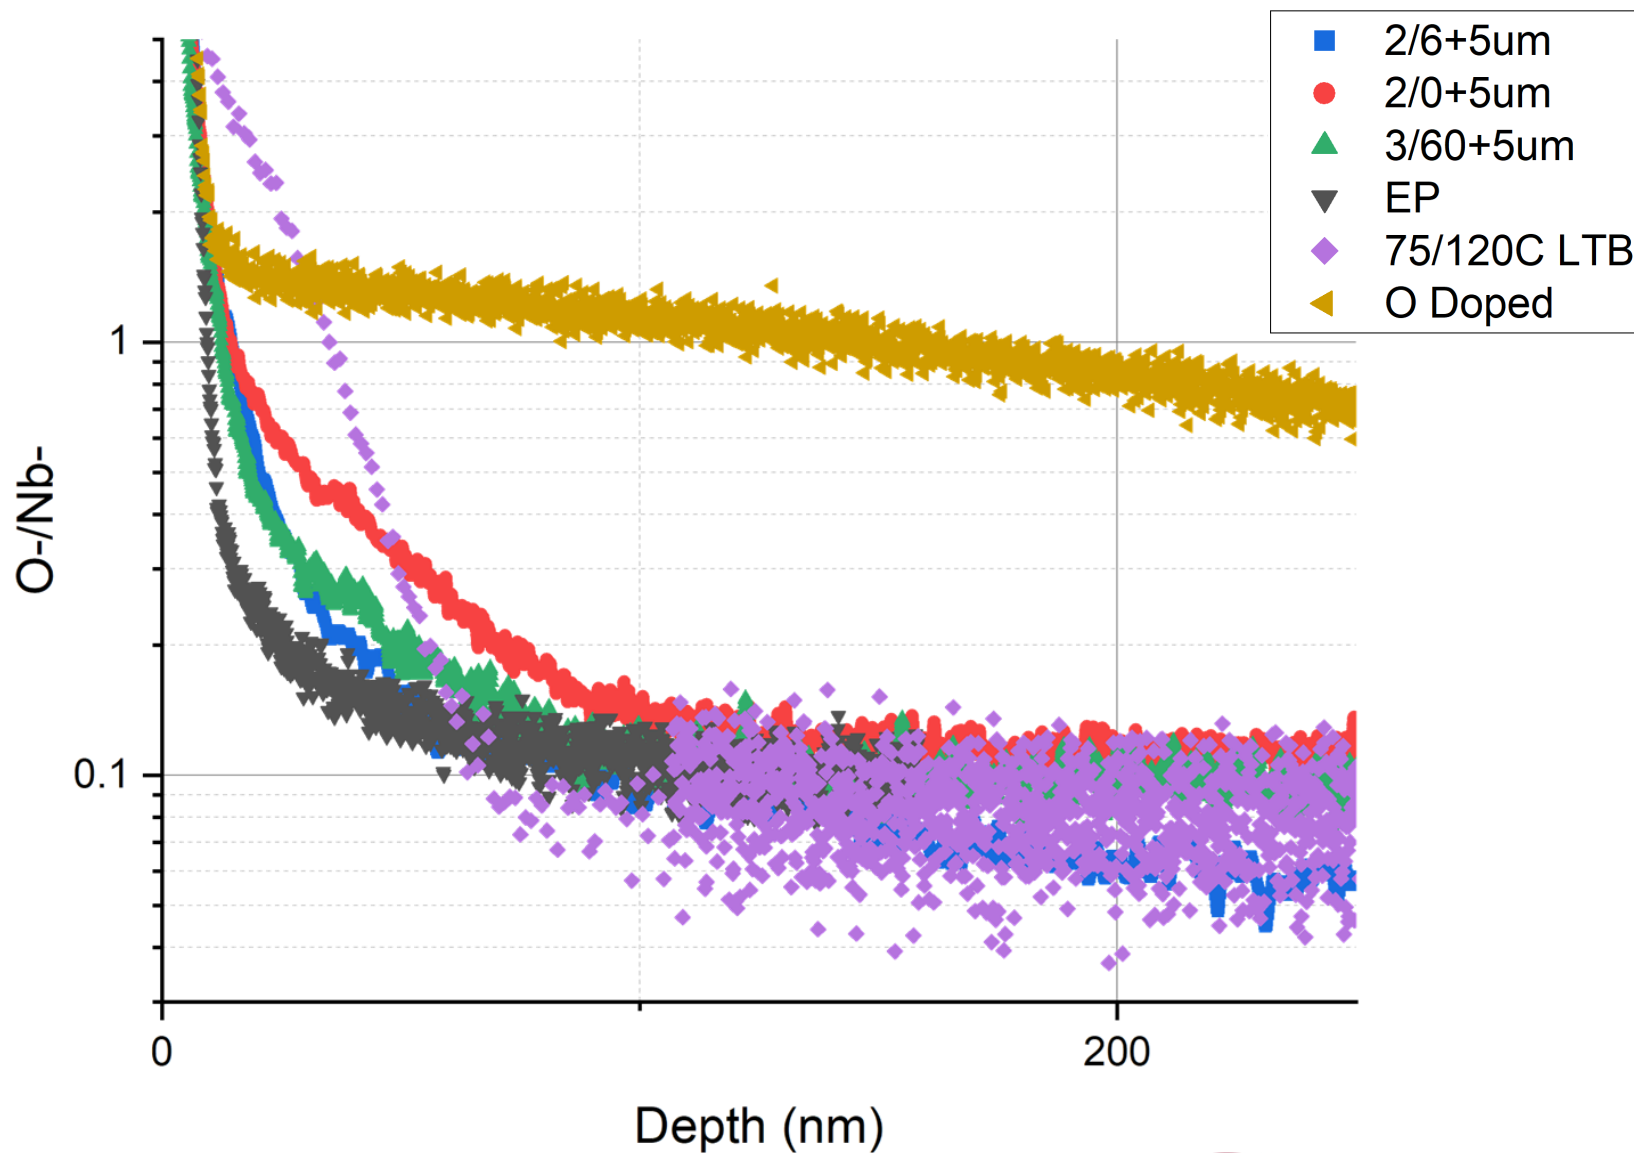 2/6+5um
2/0+5um
3/60+5um
EP
75/120C LTB
O Doped
1
0.1
O-/Nb-
0
200
Depth (nm)